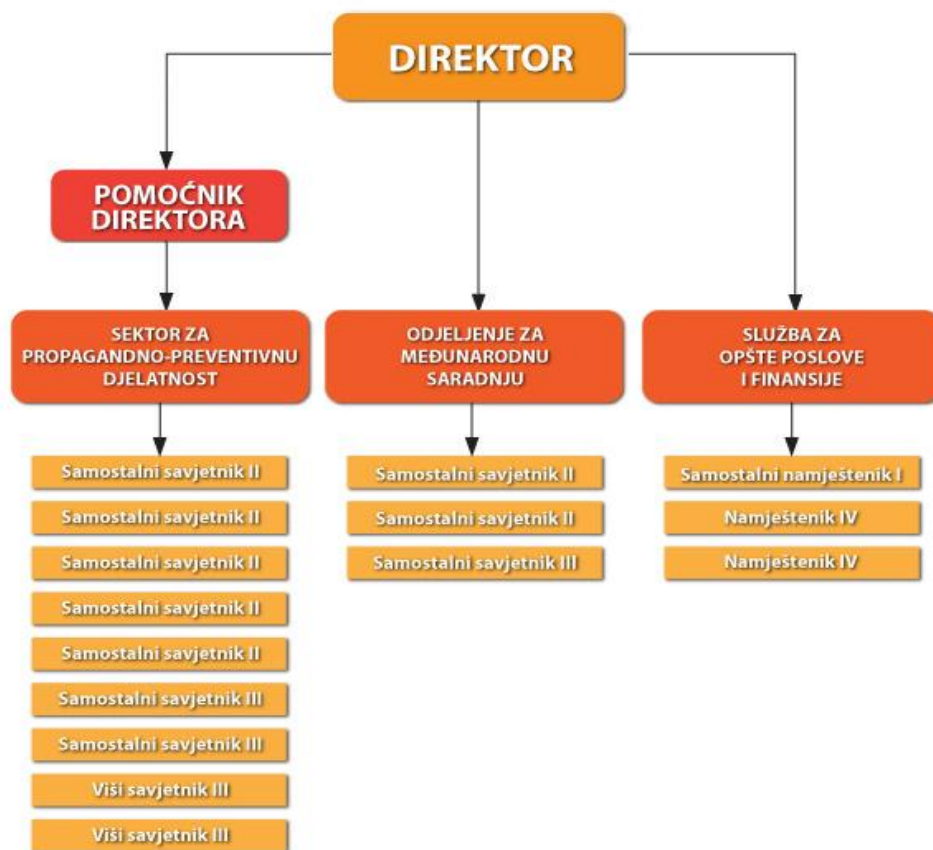 DIREKTOR
POMOĆNIK
DIREKTORA
SEKTOR ZA
PROPAGANDNO-PREVENTIVNU
DJELATNOST
Samostalni savjetnik II
Samostalni savjetnik II
Samostalni savjetnik II
Samostalni savjetnik II
Samostalni savjetnik II
Samostalni savjetnik III
Samostalni savjetnik III
Viši savjetnik III
Viši savjetnik III
ODJELJENJE ZA
MEĐUNARODNU
SARADNJU
Samostalni savjetnik II
Samostalni savjetnik II
Samostalni savjetnik III
SLUŽBA ZA
OPŠTE POSLOVE
I FINANSIJE
Samostalni namještenik I
Namještenik IV
Namještenik IV